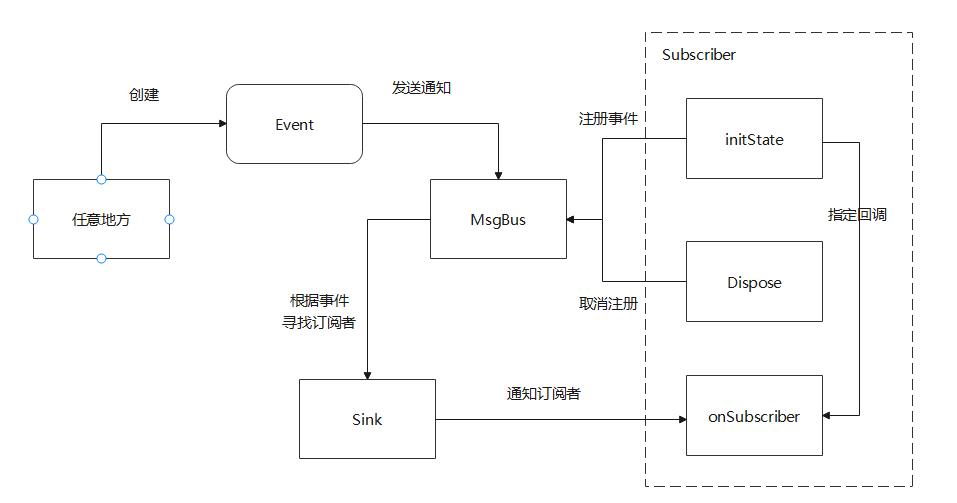 Subscriber
创建
发送通知
Event
注册事件
initState
任意地方
MsgBus
指定回调
根据事件
寻找订阅者
取消注册
Dispose
通知订阅者
Sink
onSubscriber